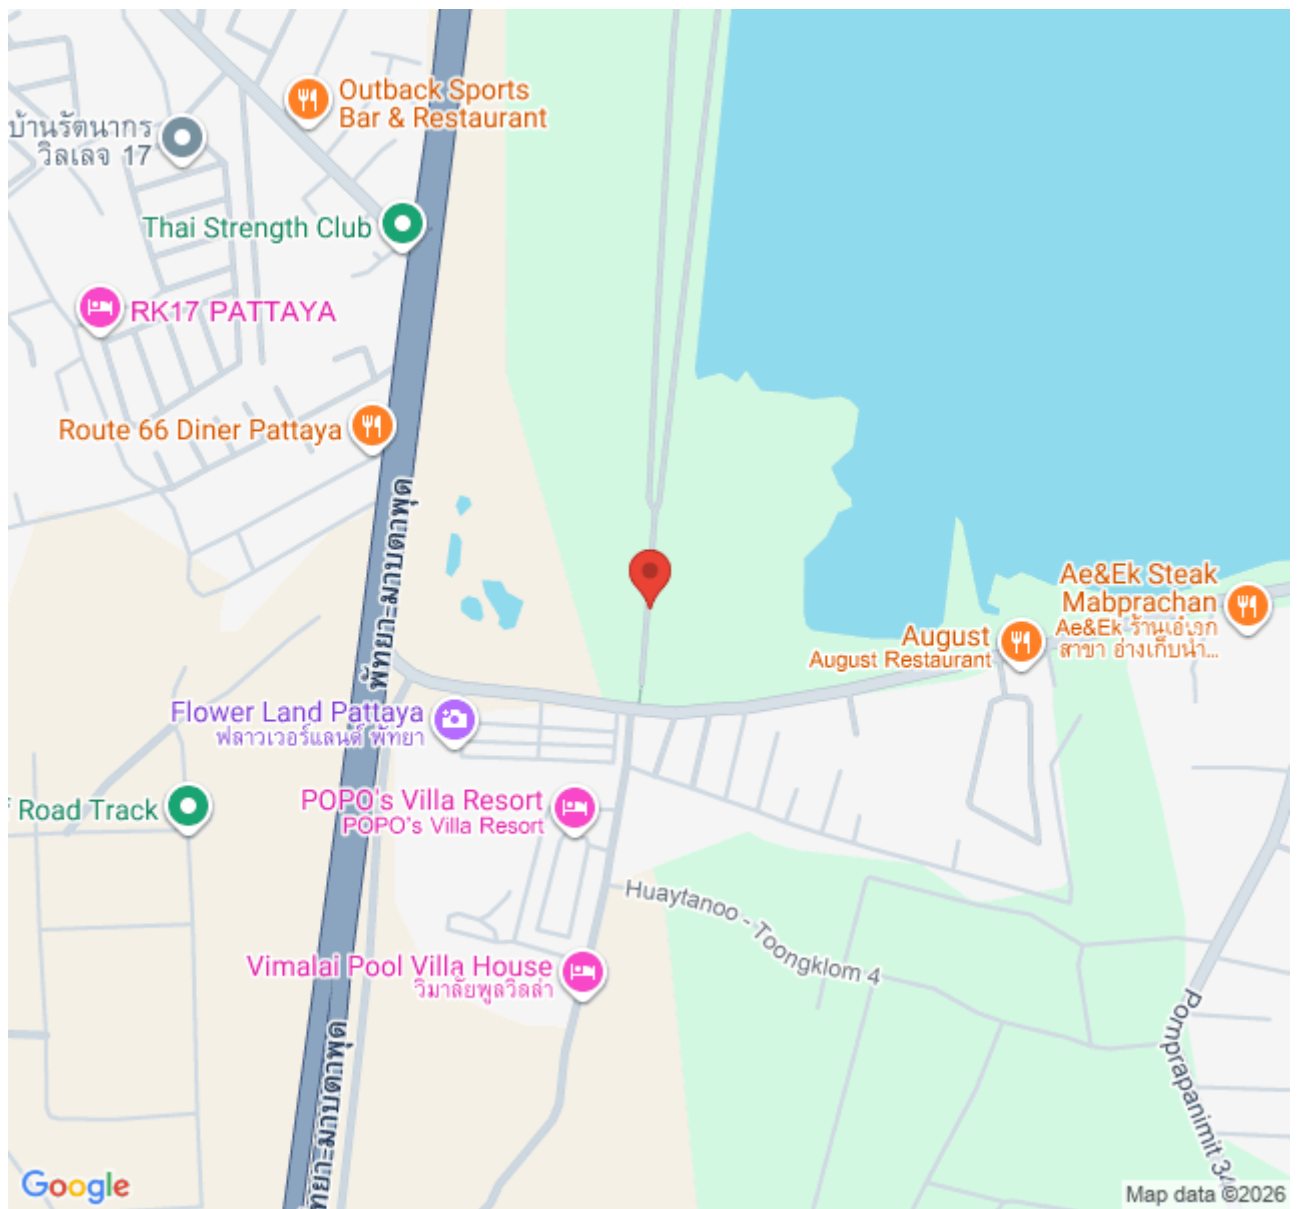 Outback Sports
Bar & Restaurant
บ้านรัตนากร
วิลเลจ 17
Thai Strength Club
RK17 PATTAYA
Route 66 Diner Pattaya
พัทยา-มาบตาพุด
Ae&Ek Steak
Mabprachan
Ae&Ek ร้านเอ๋เอก
สาขา อ่างเก็บน้ำ...
August
August Restaurant
Flower Land Pattaya
ฟลาวเวอร์แลนด์ พัทยา
Road Track
POPO's Villa Resort
POPO's Villa Resort
Huaytanoo - Toongklom 4
Vimalai Pool Villa House
วิมาลัยพูลวิลล่า
พัทยา-มาบตาพุด
Pornprapanimit 34
Google
Map data ©2026